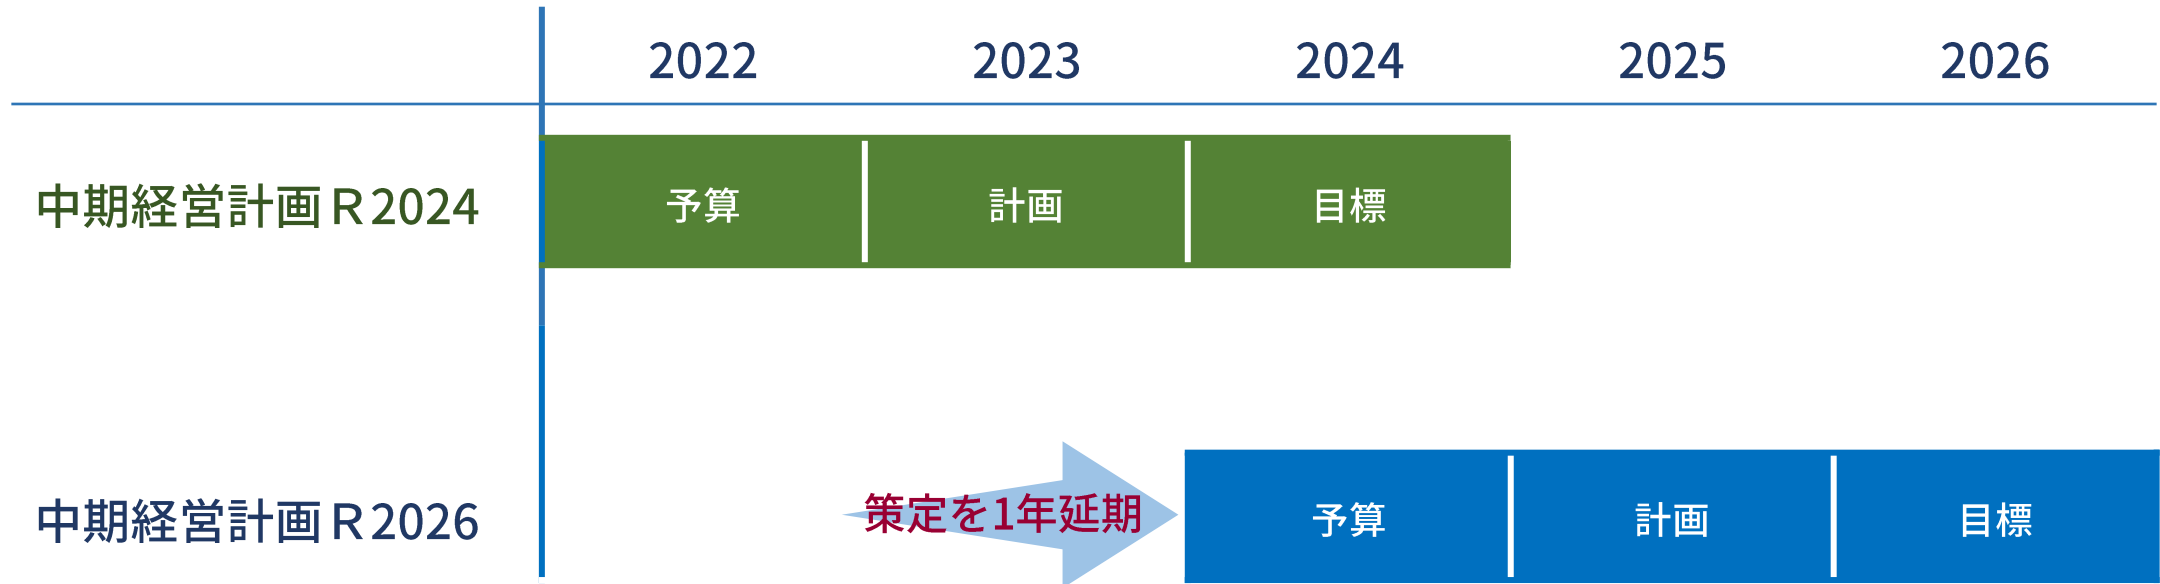 2022 2023 2024 2025 2026
中期経営計画R2024 予算 計画 目標
中期経営計画R2026 策定を1年延期 予算 計画 目標